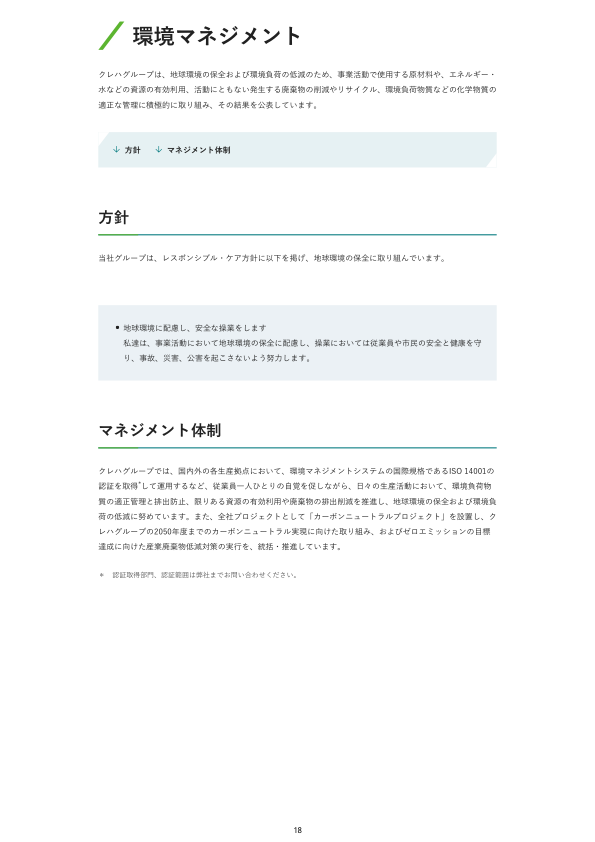 環境マネジメント
クレハグループは、地球環境の保全および環境負荷の低減のため、事業活動で使用する原材料や、エネルギー・
水などの資源の有効利用、活動にともない発生する廃棄物の削減やリサイクル、環境負荷物質などの化学物質の
適正な管理に積極的に取り組み、その結果を公表しています。
↓ 方針 ↓ マネジメント体制
方針
当社グループは、レスポンシブル・ケア方針に以下を掲げ、地球環境の保全に取り組んでいます。
▪ 地球環境に配慮し、安全な操業をします
私達は、事業活動において地球環境の保全に配慮し、操業においては従業員や市民の安全と健康を守
り、事故、災害、公害を起こさないよう努力します。
マネジメント体制
クレハグループでは、国内外の各生産拠点において、環境マネジメントシステムの国際規格であるISO 14001の
認証を取得*して運用するなど、従業員一人ひとりの自覚を促しながら、日々の生産活動において、環境負荷物
質の適正管理と排出防止、限りある資源の有効利用や廃棄物の排出削減を推進し、地球環境の保全および環境負
荷の低減に努めています。また、全社プロジェクトとして「カーボンニュートラルプロジェクト」を設置し、ク
レハグループの2050年度までのカーボンニュートラル実現に向けた取り組み、およびゼロエミッションの目標
達成に向けた産業廃棄物低減対策の実行を、統括・推進しています。
* 認証取得部門、認証範囲は弊社までお問い合わせください。
18